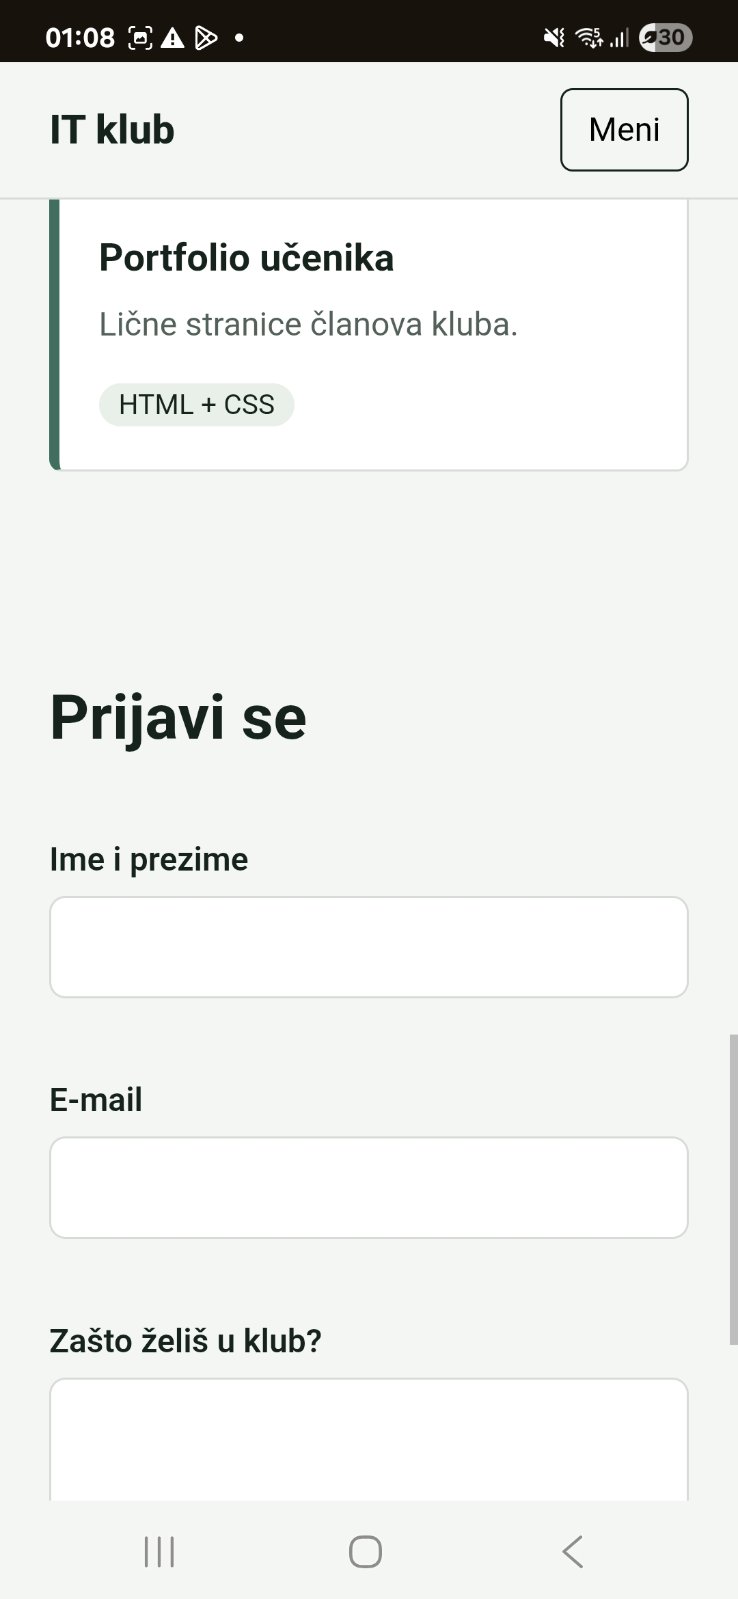 01:08
5
30
IT klub
Meni
Portfolio učenika
Lične stranice članova kluba.
HTML + CSS
Prijavi se
Ime i prezime
E-mail
Zašto želiš u klub?